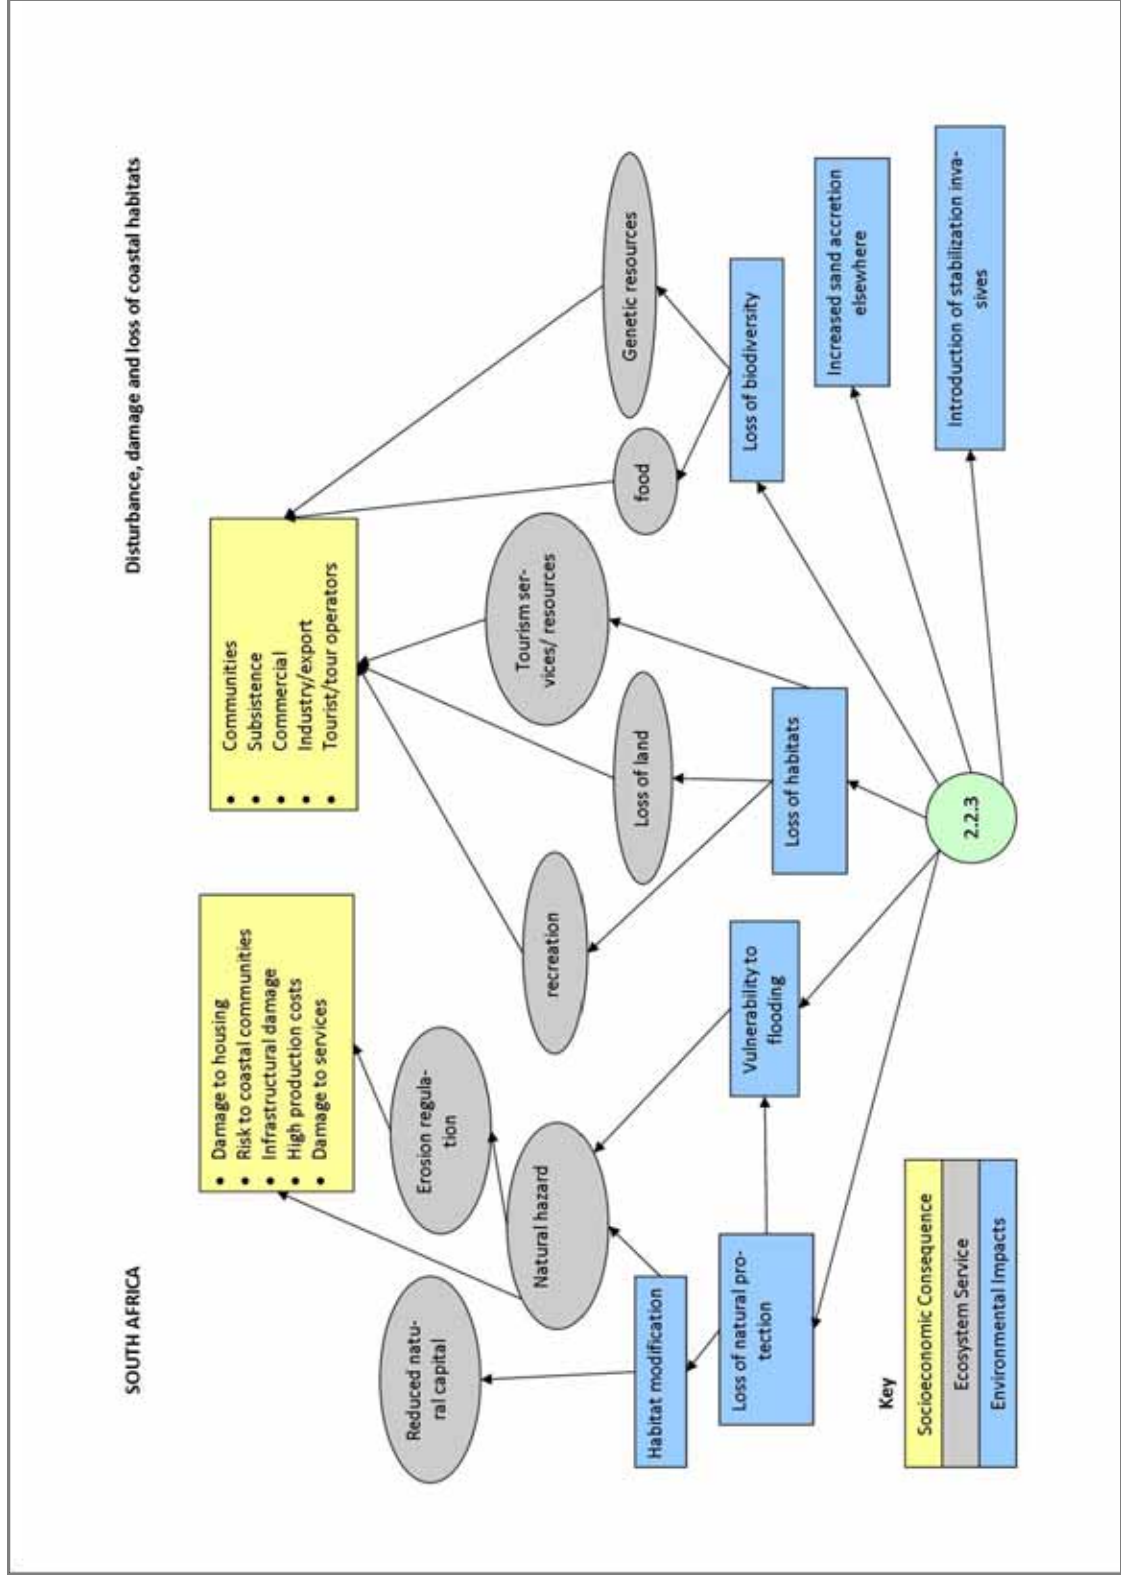 SOUTH AFRICA
Disturbance, damage and loss of coastal habitats
• Damage to housing
• Risk to coastal communities
• Infrastructural damage
• High production costs
• Damage to services
• Communities
• Subsistence
• Commercial
• Industry/export
• Tourist/tour operators
Reduced natu-
ral capital
Erosion regula-
tion
Natural hazard
recreation
Loss of land
Tourism ser-
vices/ resources
food
Genetic resources
Habitat modification
Loss of natural pro-
tection
Vulnerability to
flooding
Loss of habitats
Loss of biodiversity
Increased sand accretion
elsewhere
Introduction of stabilization inva-
sives
2.2.3
Key
Socioeconomic Consequence
Ecosystem Service
Environmental Impacts